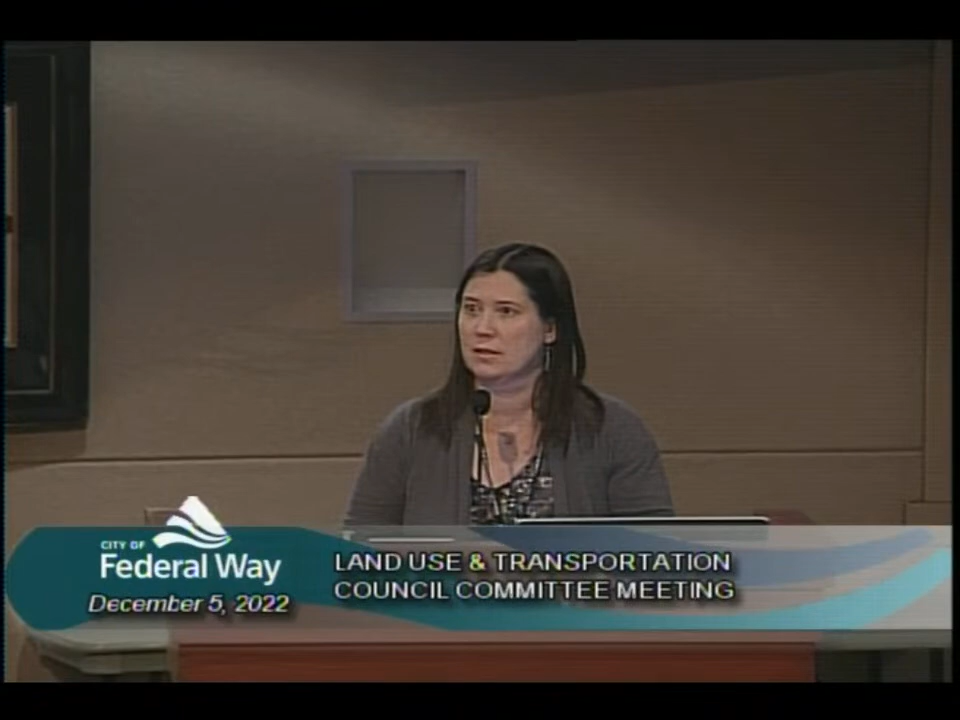 CITY OF
Federal Way
December 5, 2022
LAND USE & TRANSPORTATION
COUNCIL COMMITTEE MEETING